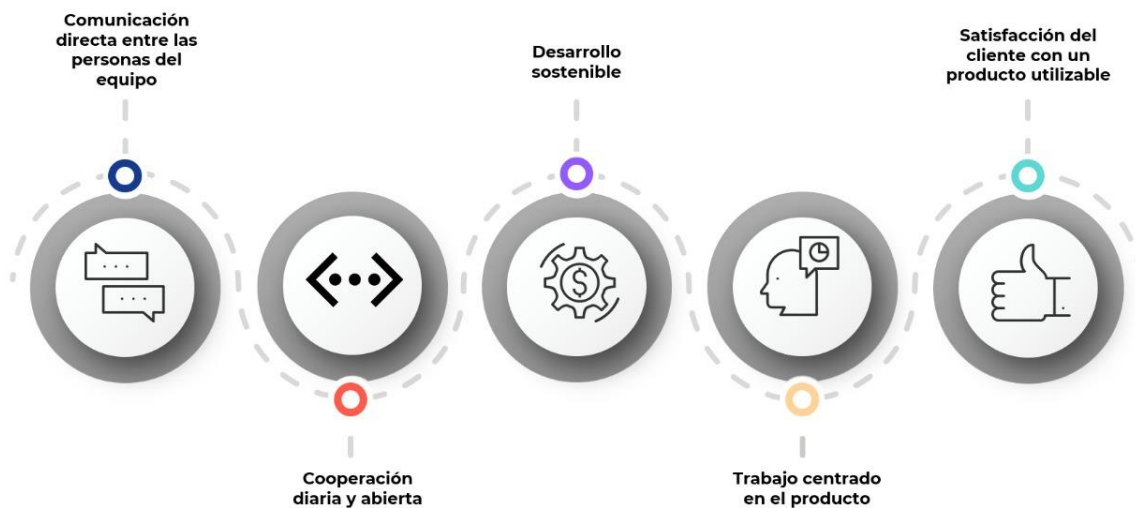 Comunicación
directa entre las
personas del
equipo
Cooperación
diaria y abierta
Desarrollo
sostenible
Trabajo centrado
en el producto
Satisfacción del
cliente con un
producto utilizable